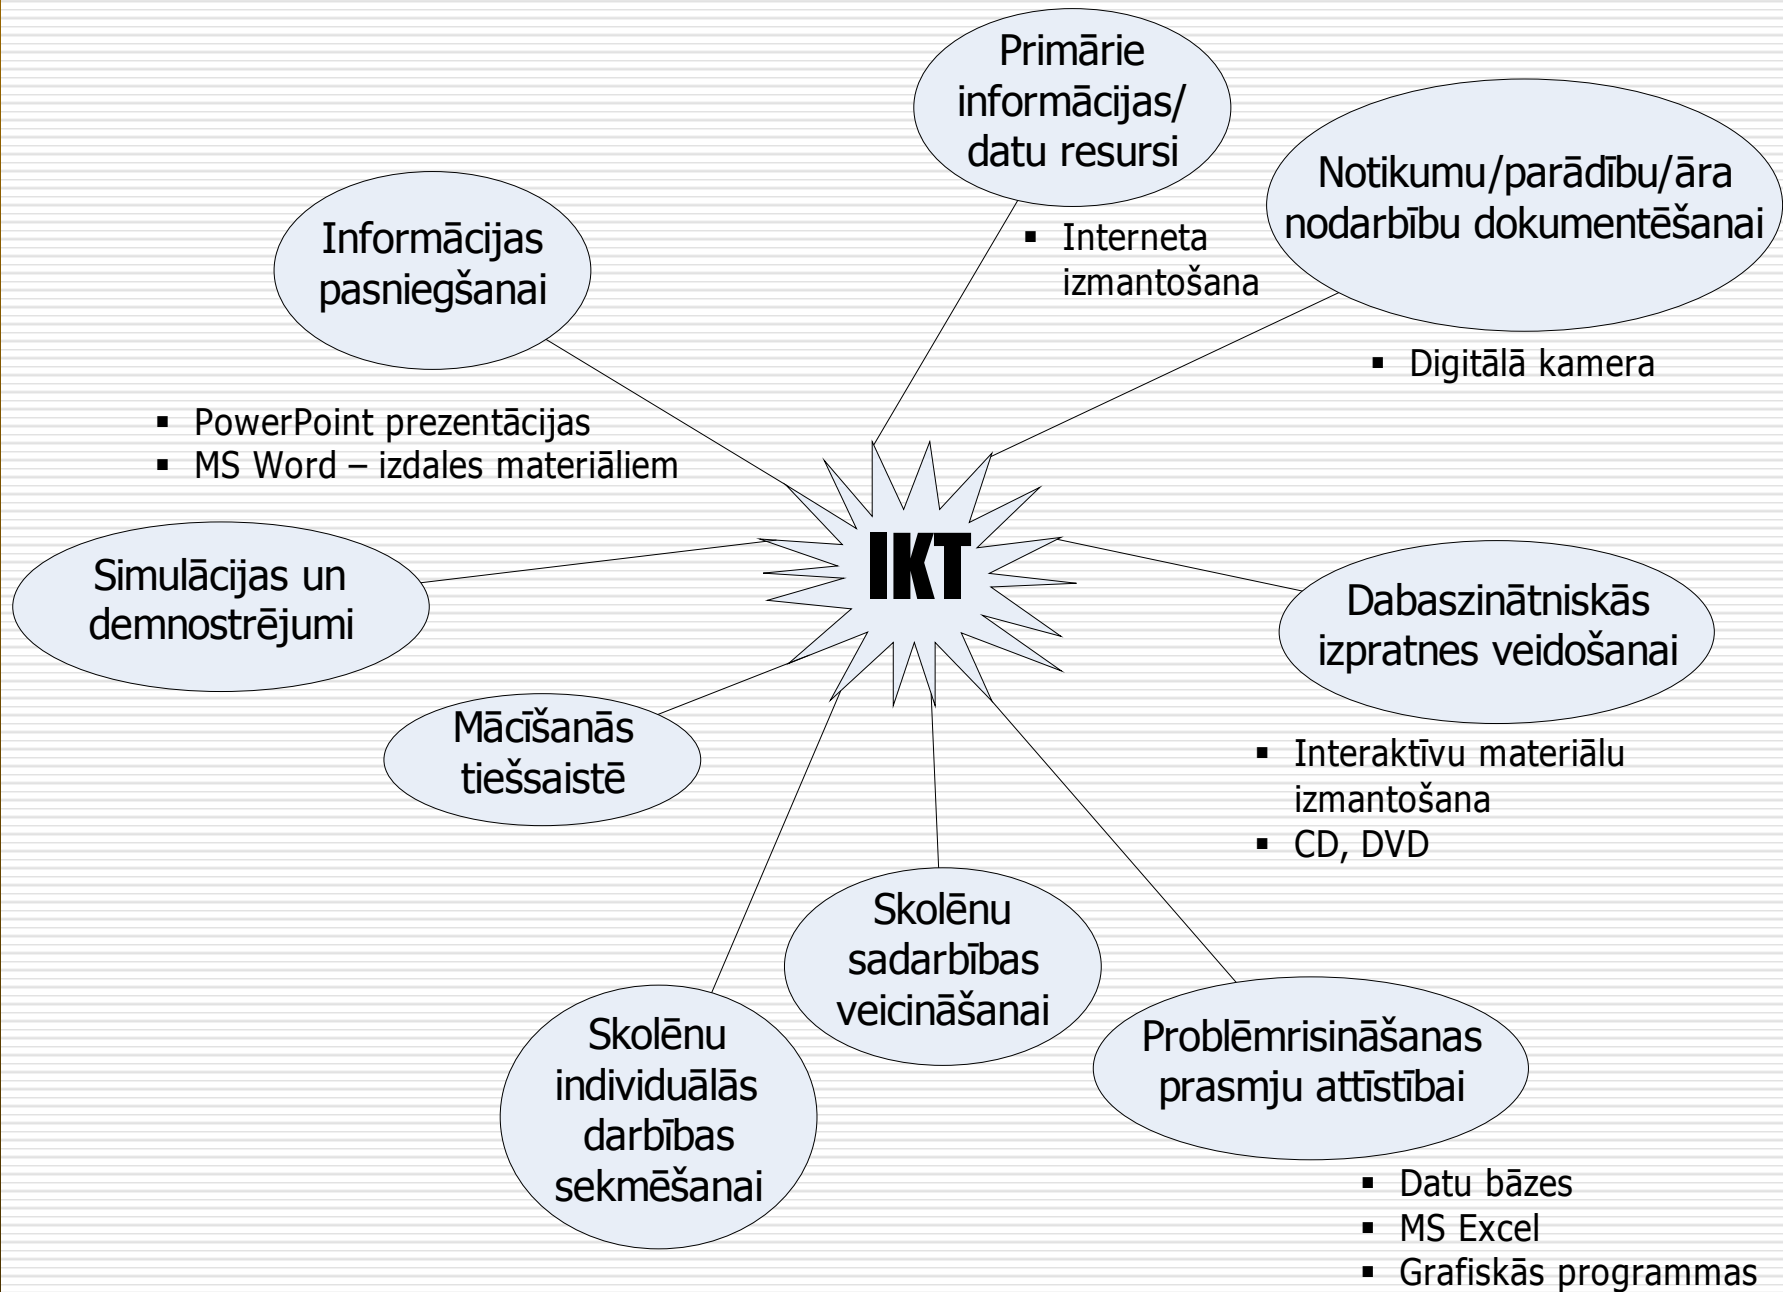 Primārie
informācijas/
datu resursi
▪ Interneta
izmantošana
Notikumu/parādību/āra
nodarbību dokumentēšanai
▪ Digitālā kamera
Informācijas
pasniegšanai
▪ PowerPoint prezentācijas
▪ MS Word – izdales materiāliem
IKT
Simulācijas un
demnostrējumi
Dabaszinātniskās
izpratnes veidošanai
▪ Interaktīvu materiālu
izmantošana
▪ CD, DVD
Mācīšanās
tiešsaistē
Skolēnu
sadarbības
veicināšanai
Skolēnu
individuālās
darbības
sekmēšanai
Problēmrisināšanas
prasmju attīstībai
▪ Datu bāzes
▪ MS Excel
▪ Grafiskās programmas